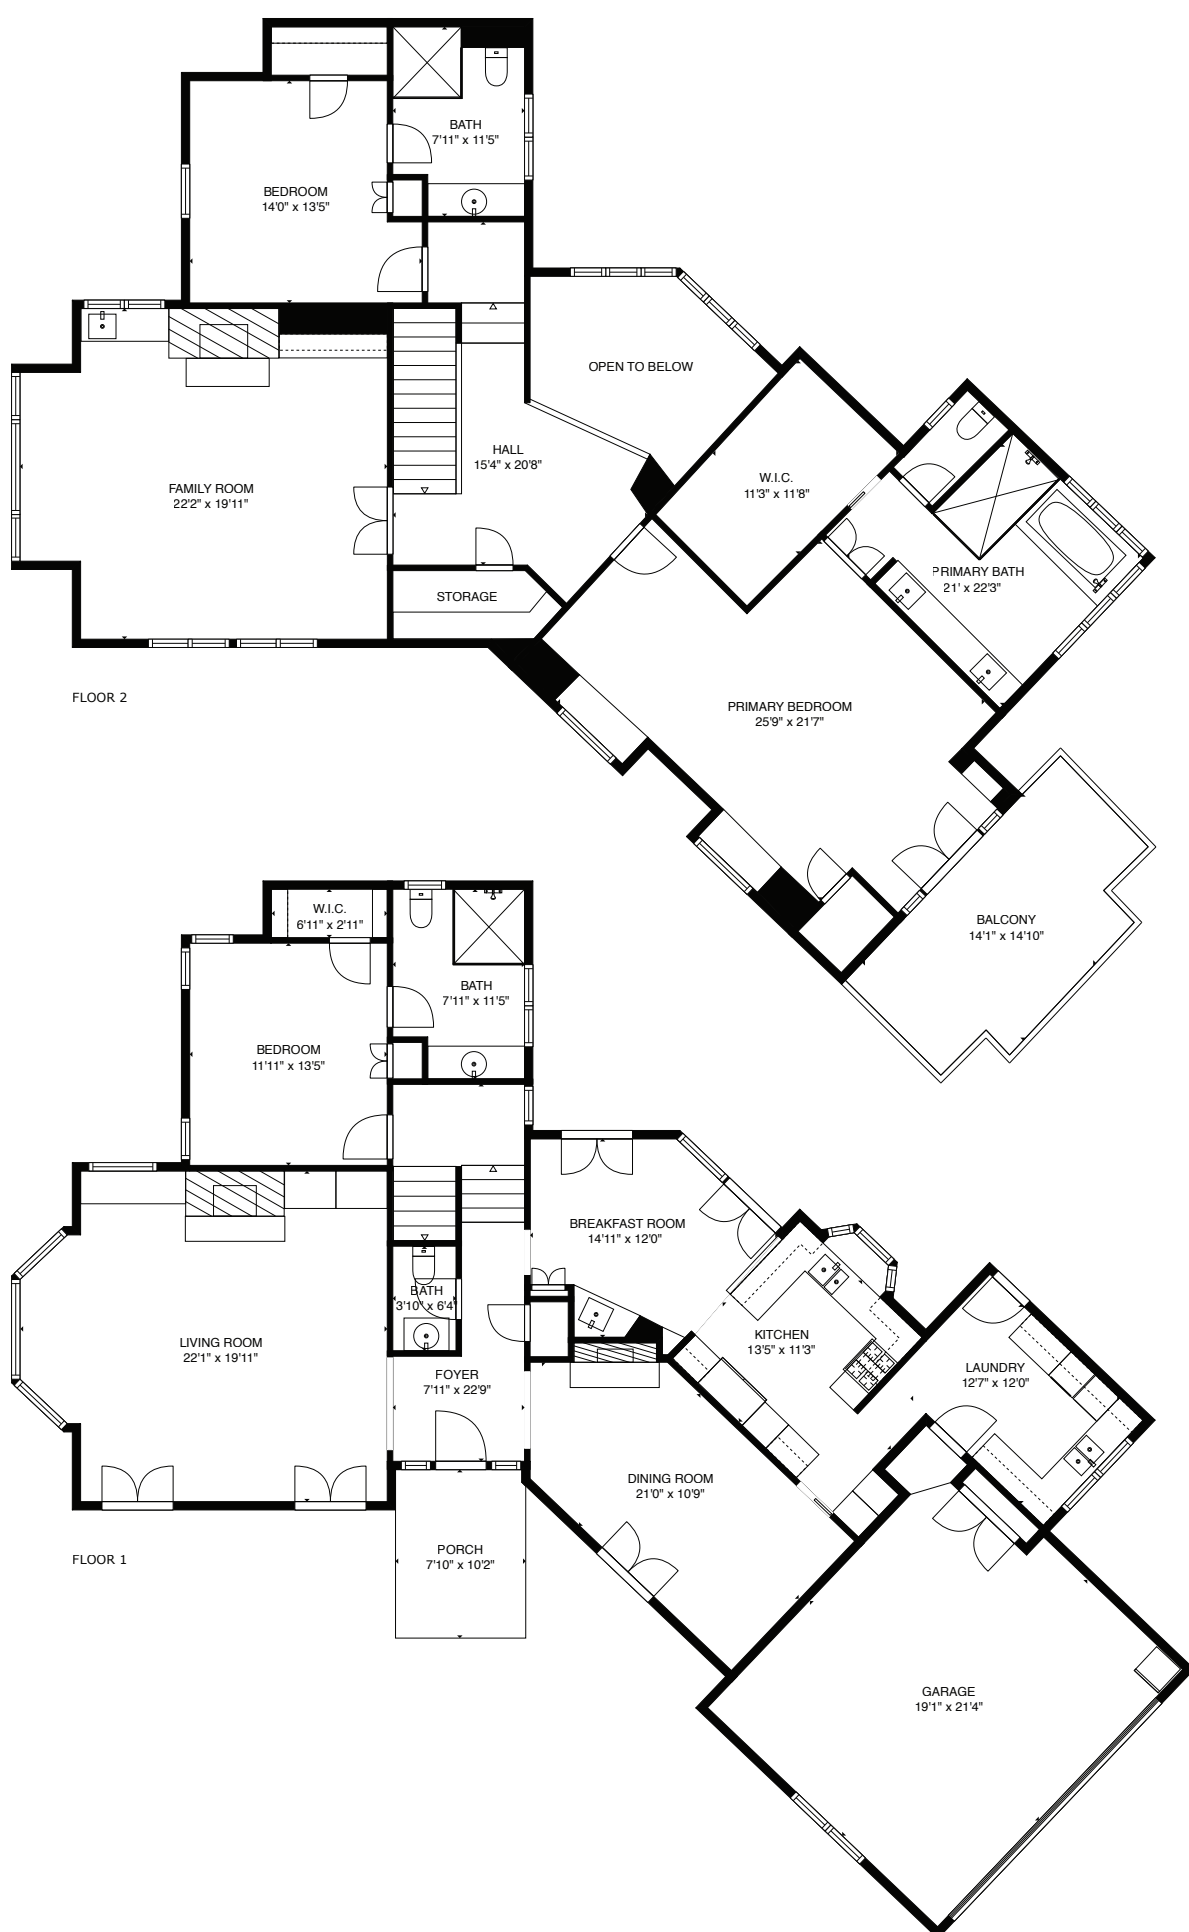 BATH
7'11" x 11'5"
BEDROOM
14'0" x 13'5"
OPEN TO BELOW
HALL
15'4" x 20'8"
W.I.C.
11'3" x 11'8"
FAMILY ROOM
22'2" x 19'11"
PRIMARY BATH
21' x 22'3"
STORAGE
FLOOR 2
PRIMARY BEDROOM
25'9" x 21'7"
BALCONY
14'1" x 14'10"
W.I.C.
6'11" x 2'11"
BATH
7'11" x 11'5"
BEDROOM
11'11" x 13'5"
BREAKFAST ROOM
14'11" x 12'0"
BATH
3'10" x 6'4"
KITCHEN
13'5" x 11'3"
LIVING ROOM
22'1" x 19'11"
FOYER
7'11" x 22'9"
LAUNDRY
12'7" x 12'0"
DINING ROOM
21'0" x 10'9"
FLOOR 1
PORCH
7'10" x 10'2"
GARAGE
19'1" x 21'4"